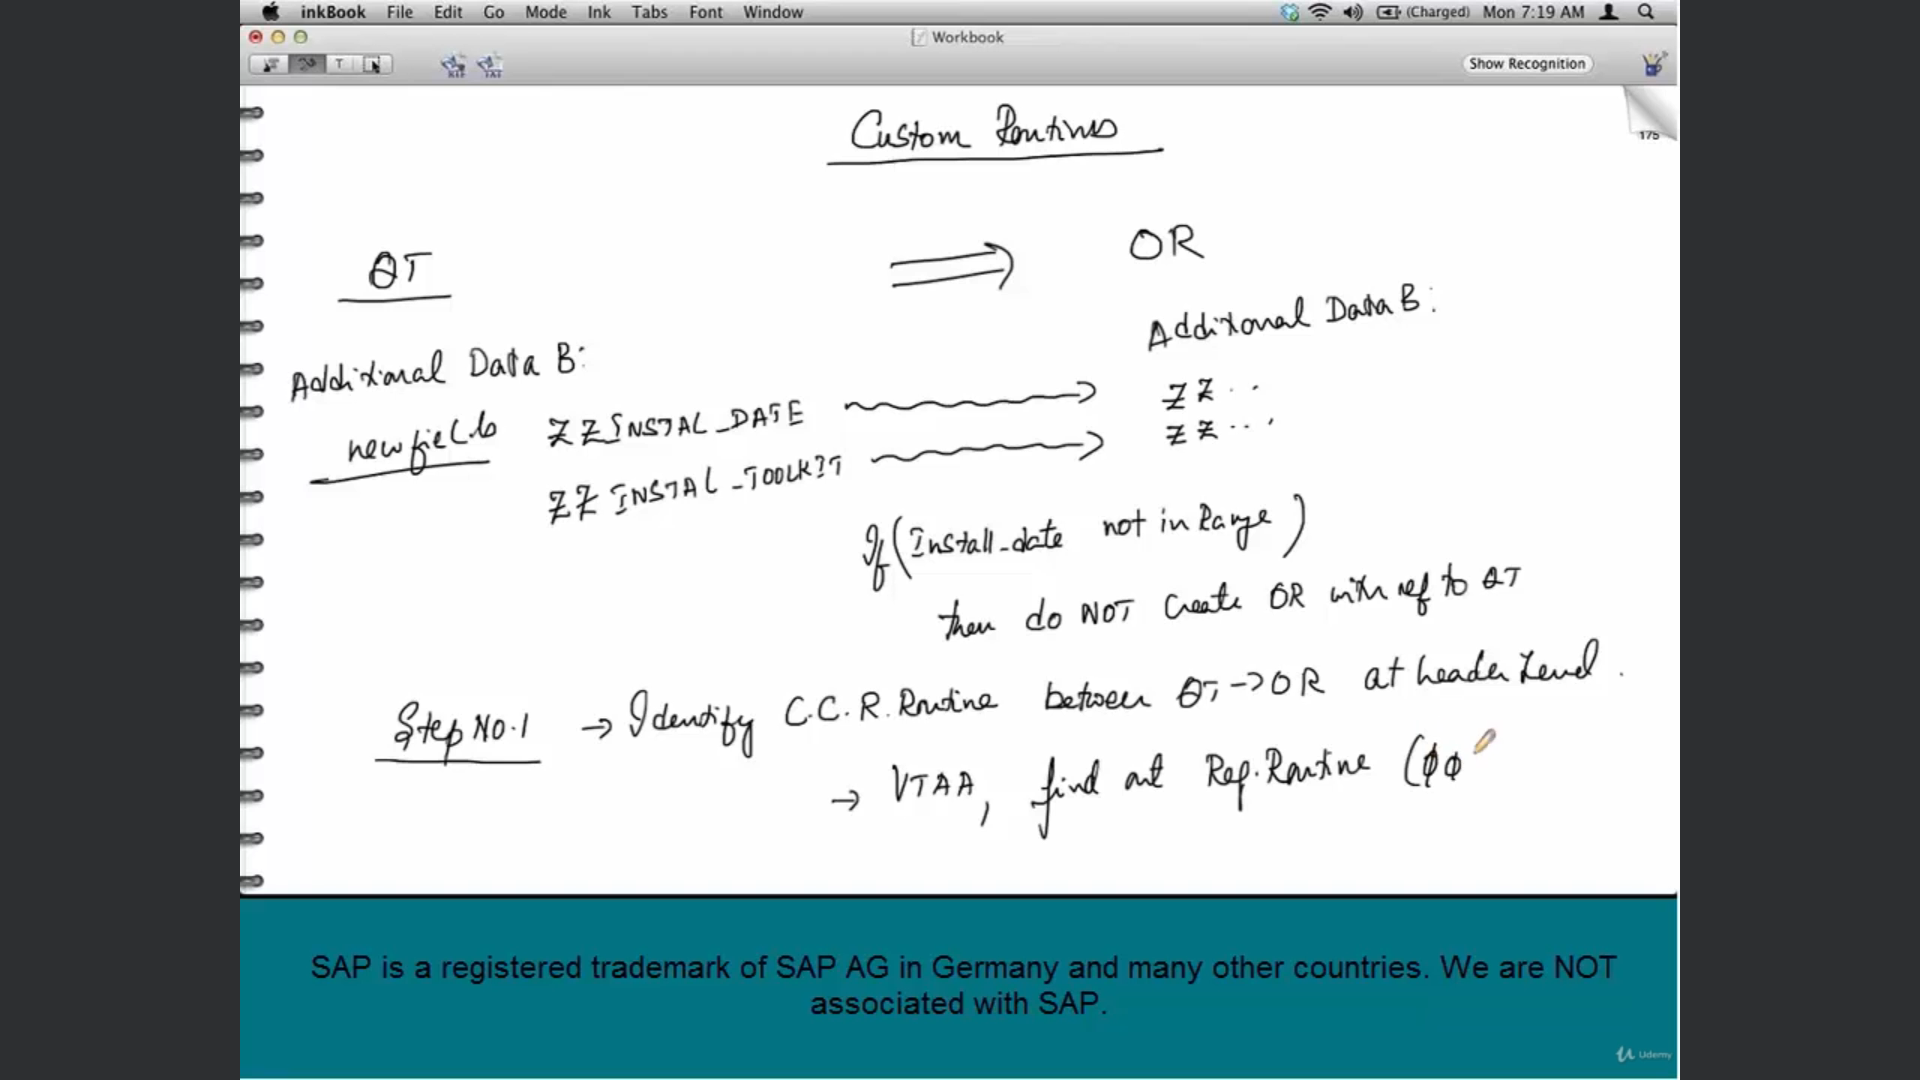 inkBook File Edit Go Mode Ink Tabs Font Window (Charged) Mon 7:19 AM
Workbook
T Show Recognition
175
Custom Routines
QT OR
Additional Data B: Additional Data B:
new fields ZZINSTAL_DATE ZZ...
ZZINSTAL_TOOLKIT ZZ...
If (Install_date not in Range)
then do NOT Create OR with ref to QT
Step No.1 → Identify C.C.R.Routine between QT→OR at header Level.
→ VTAA, find out Req.Routine (00
SAP is a registered trademark of SAP AG in Germany and many other countries. We are NOT
associated with SAP.
Udemy